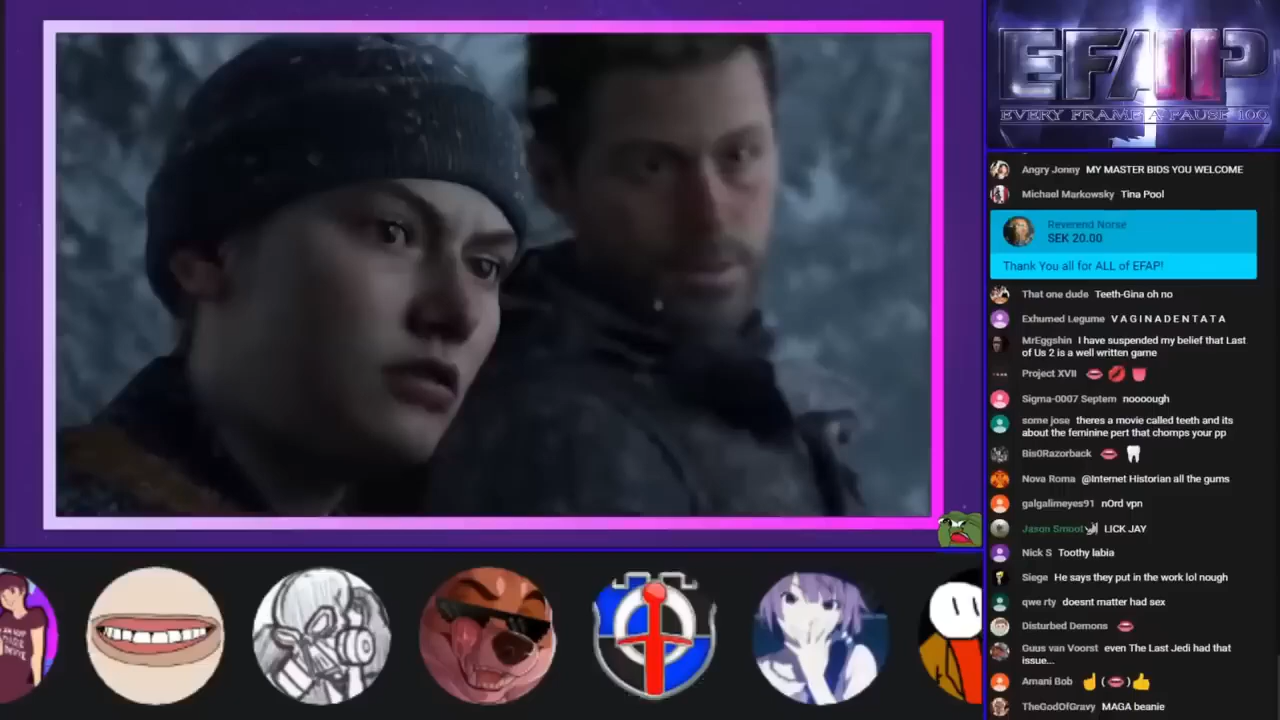 EFAP
EVERY FRAME A PAUSE 100
Angry Jonny MY MASTER BIDS YOU WELCOME
Michael Markowsky Tina Pool
Reverend Norse
SEK 20.00
Thank You all for ALL of EFAP!
That one dude Teeth-Gina oh no
Exhumed Legume V A G I N A D E N T A T A
MrEggshin I have suspended my belief that Last
of Us 2 is a well written game
Project XVII
Sigma-0007 Septem noooough
some jose theres a movie called teeth and its
about the feminine pert that chomps your pp
Bis0Razorback
Nova Roma @Internet Historian all the gums
galgalimeyes91 n0rd vpn
Jason Smoot LICK JAY
Nick S Toothy labia
Siege He says they put in the work lol nough
qwe rty doesnt matter had sex
Disturbed Demons
Guus van Voorst even The Last Jedi had that
issue...
Amani Bob ( )
TheGodOfGravy MAGA beanie